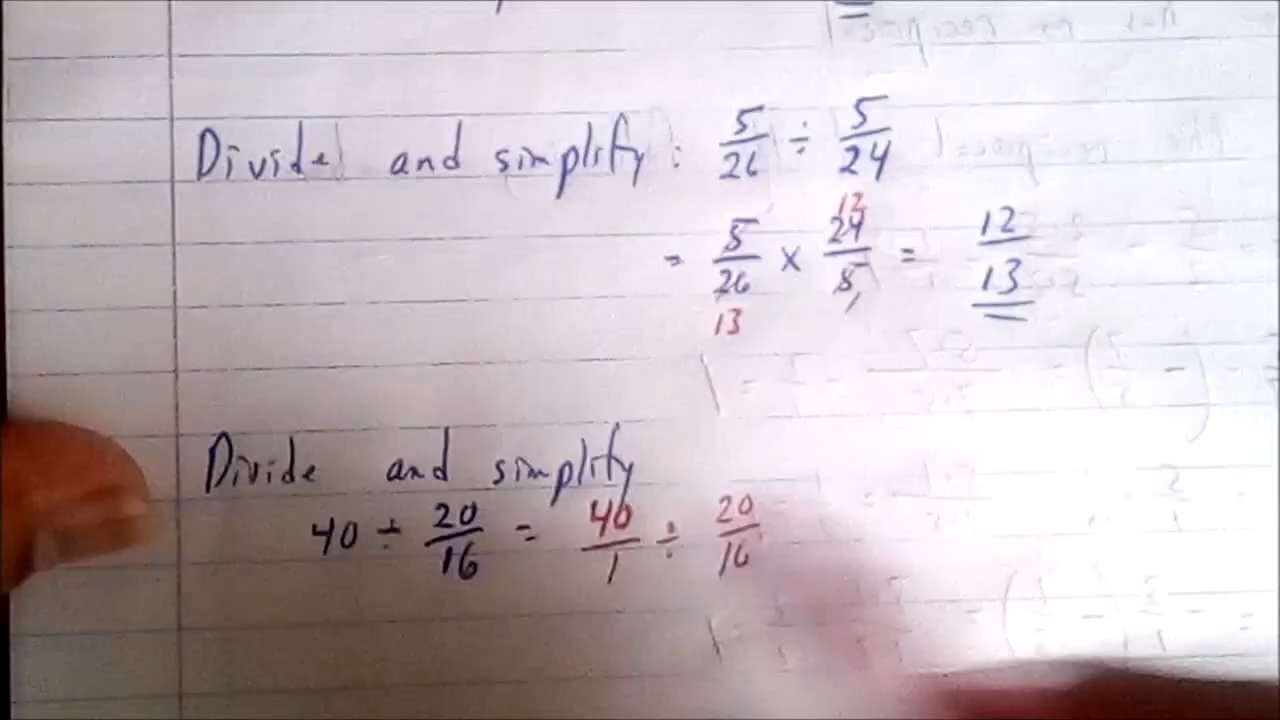 Divide and simplify: 5/26 ÷ 5/24
= 5/26 × 24/5 = 12/13
12
13
Divide and simplify
40 ÷ 20/16 = 40/1 ÷ 20/16